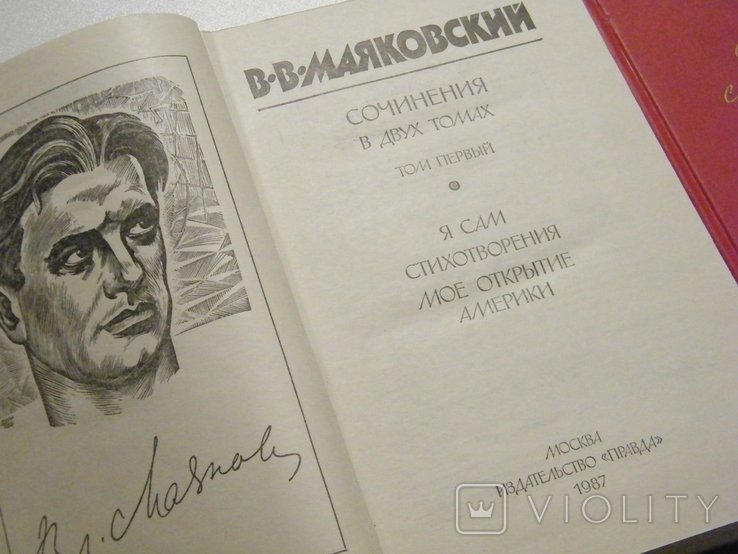 В·В·МАЯКОВСКИЙ
СОЧИНЕНИЯ
В ДВУХ ТОМАХ
ТОМ ПЕРВЫЙ
Я САМ
СТИХОТВОРЕНИЯ
МОЕ ОТКРЫТИЕ
АМЕРИКИ
МОСКВА
ИЗДАТЕЛЬСТВО «ПРАВДА»
1987
VIOLITY